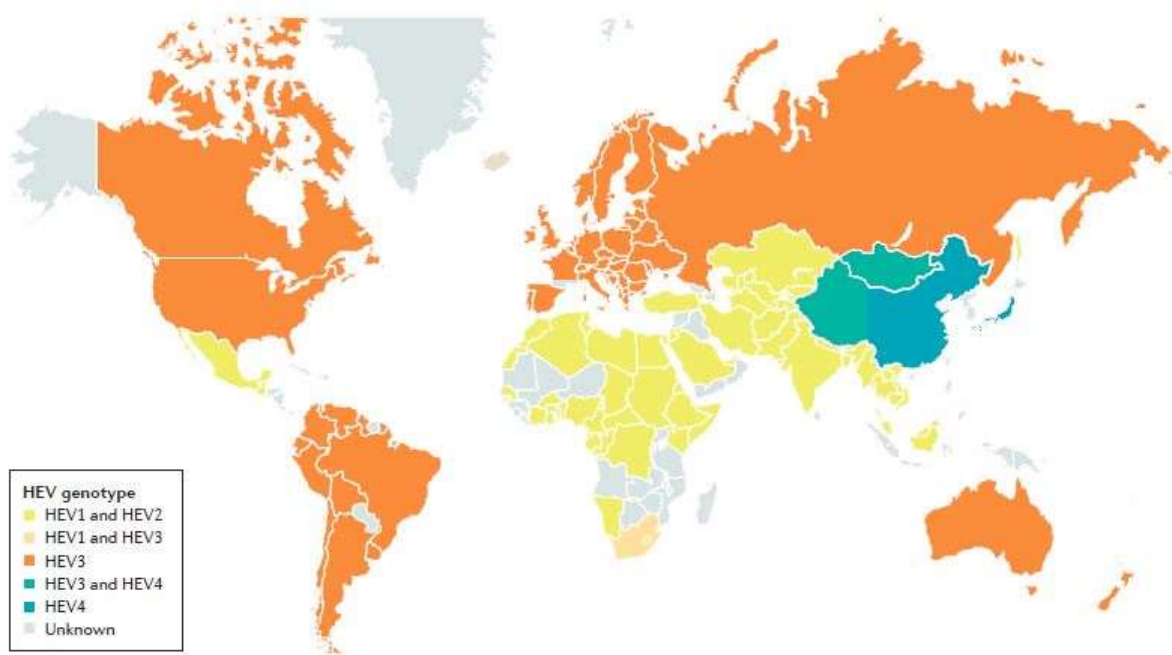 HEV genotype
HEV1 and HEV2
HEV1 and HEV3
HEV3
HEV3 and HEV4
HEV4
Unknown